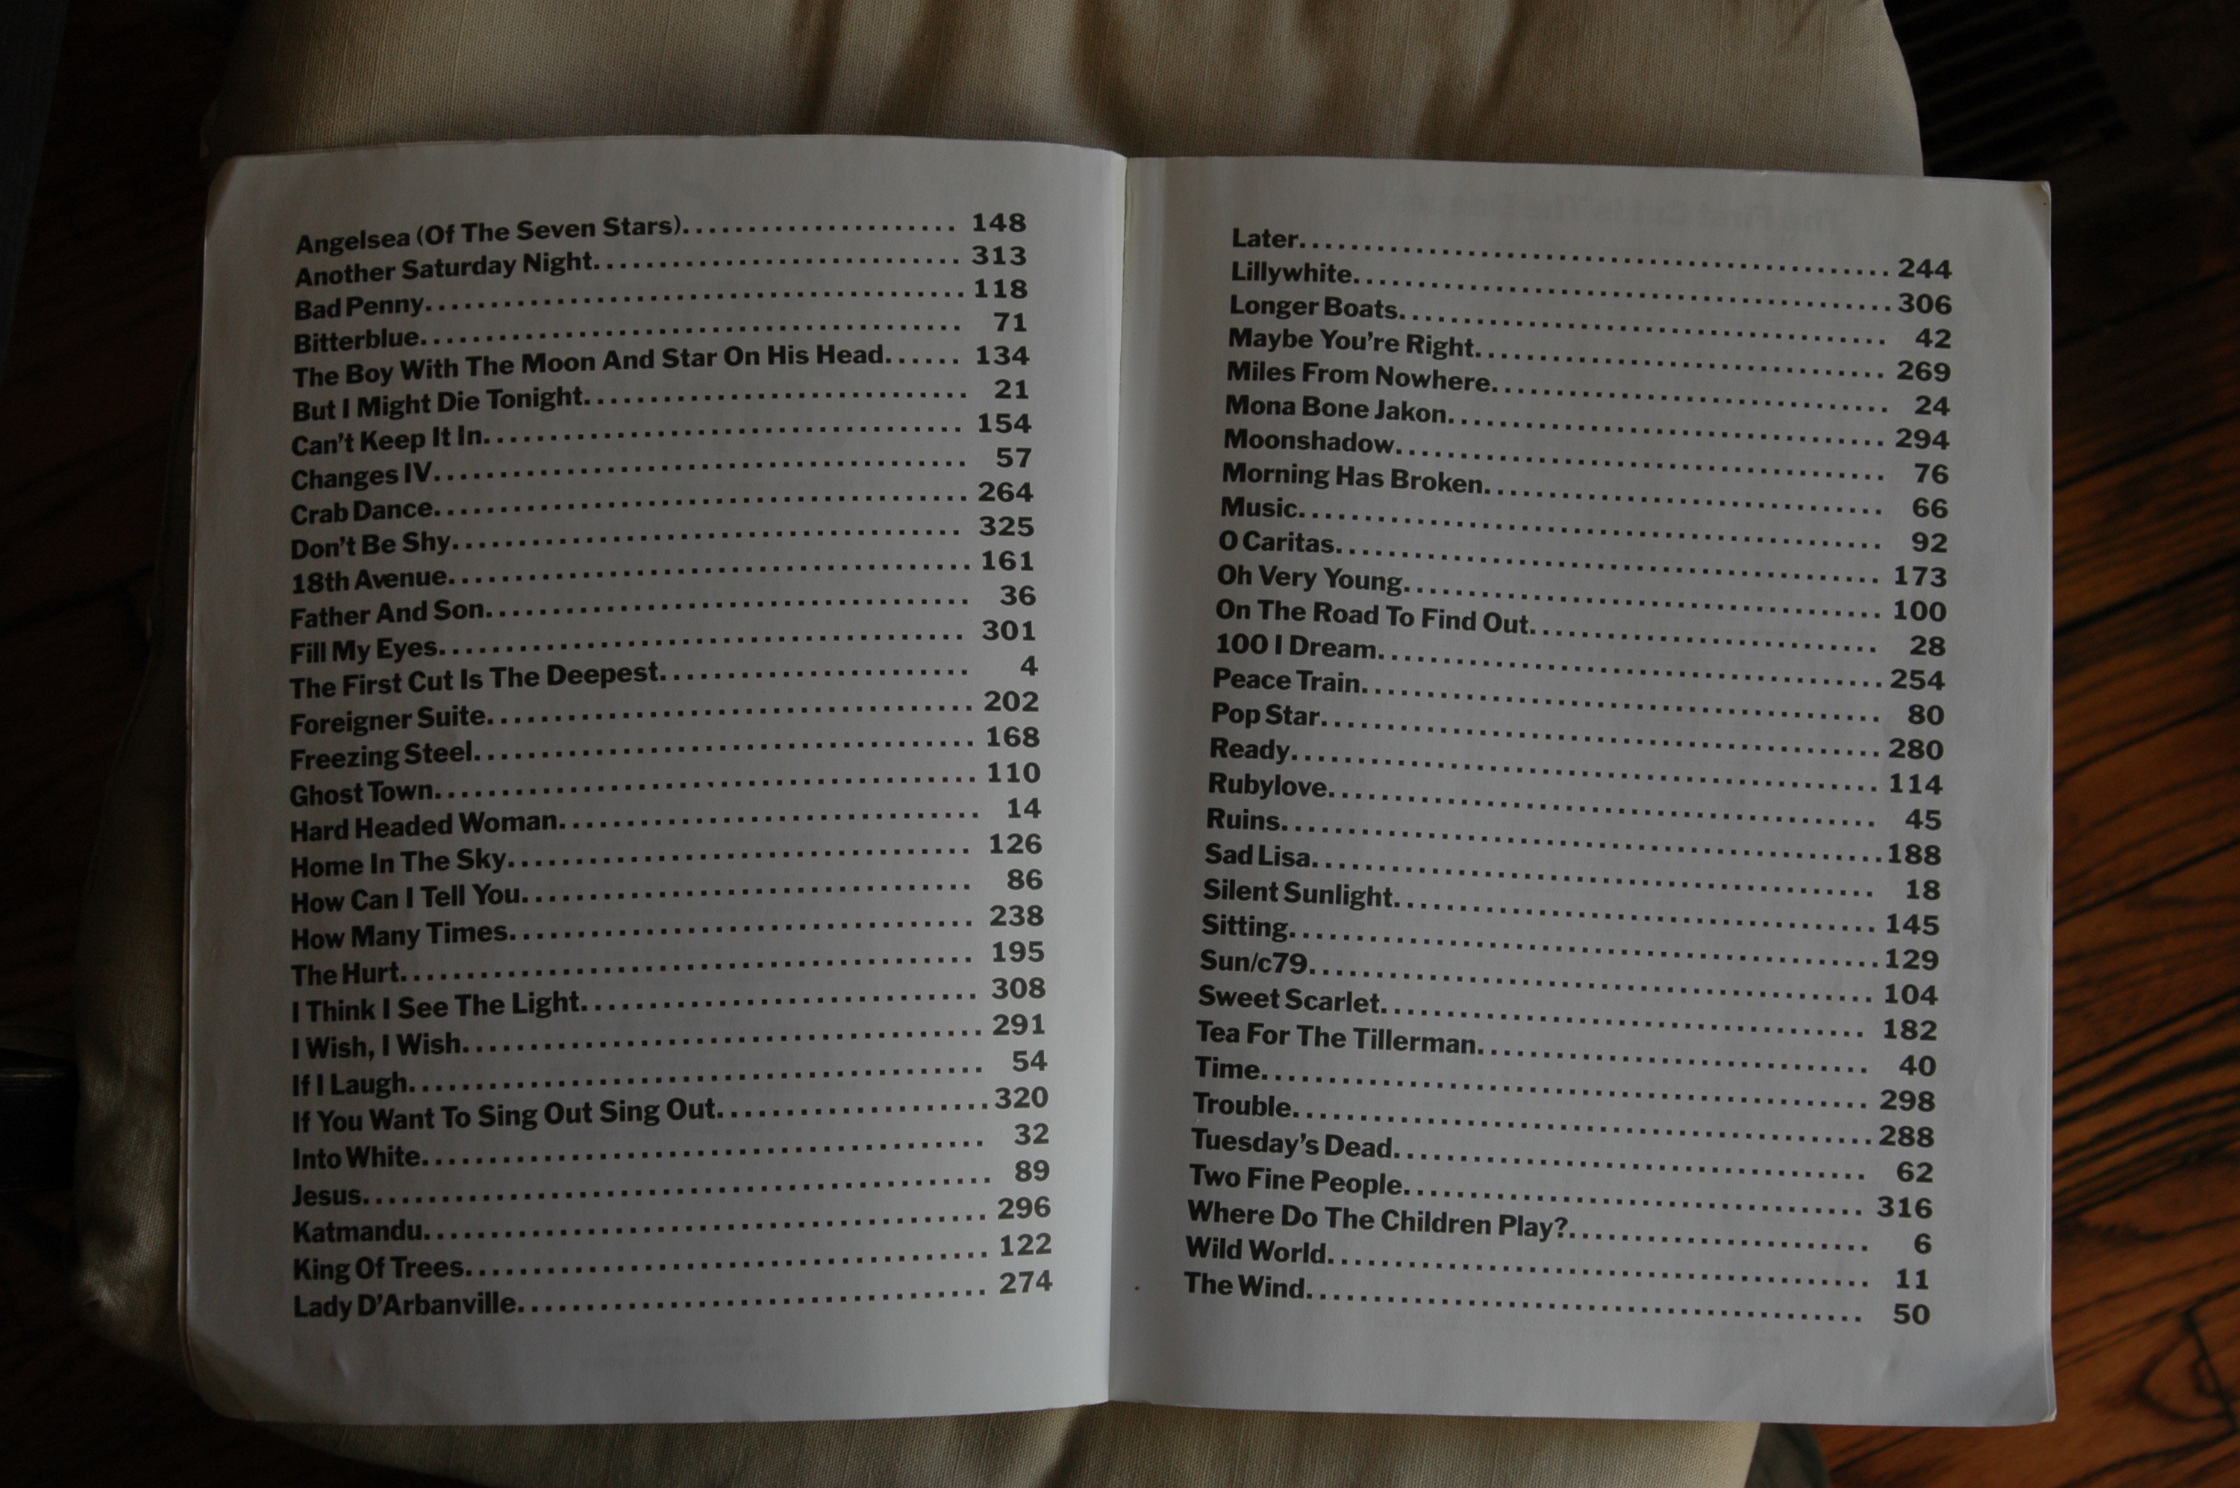 Angelsea (Of The Seven Stars).................... 148
Another Saturday Night............................ 313
Bad Penny......................................... 118
Bitterblue......................................... 71
The Boy With The Moon And Star On His Head...... 134
But I Might Die Tonight............................. 21
Can't Keep It In.................................... 154
Changes IV......................................... 57
Crab Dance......................................... 264
Don't Be Shy....................................... 325
18th Avenue........................................ 161
Father And Son..................................... 36
Fill My Eyes........................................ 301
The First Cut Is The Deepest........................ 4
Foreigner Suite..................................... 202
Freezing Steel...................................... 168
Ghost Town......................................... 110
Hard Headed Woman................................ 14
Home In The Sky................................... 126
How Can I Tell You.................................. 86
How Many Times................................... 238
The Hurt........................................... 195
I Think I See The Light.............................. 308
I Wish, I Wish....................................... 291
If I Laugh........................................... 54
If You Want To Sing Out Sing Out..................... 320
Into White.......................................... 32
Jesus............................................... 89
Katmandu.......................................... 296
King Of Trees....................................... 122
Lady D'Arbanville................................... 274
Later.............................................. 244
Lillywhite.......................................... 306
Longer Boats...................................... 42
Maybe You're Right............................... 269
Miles From Nowhere.............................. 24
Mona Bone Jakon................................. 294
Moonshadow..................................... 76
Morning Has Broken.............................. 66
Music............................................. 92
O Caritas.......................................... 173
Oh Very Young.................................... 100
On The Road To Find Out.......................... 28
100 I Dream....................................... 254
Peace Train........................................ 80
Pop Star........................................... 280
Ready............................................. 114
Rubylove.......................................... 45
Ruins.............................................. 188
Sad Lisa........................................... 18
Silent Sunlight..................................... 145
Sitting............................................. 129
Sun/c79........................................... 104
Sweet Scarlet..................................... 182
Tea For The Tillerman.............................. 40
Time............................................... 298
Trouble............................................ 288
Tuesday's Dead.................................... 62
Two Fine People................................... 316
Where Do The Children Play?....................... 6
Wild World......................................... 11
The Wind.......................................... 50